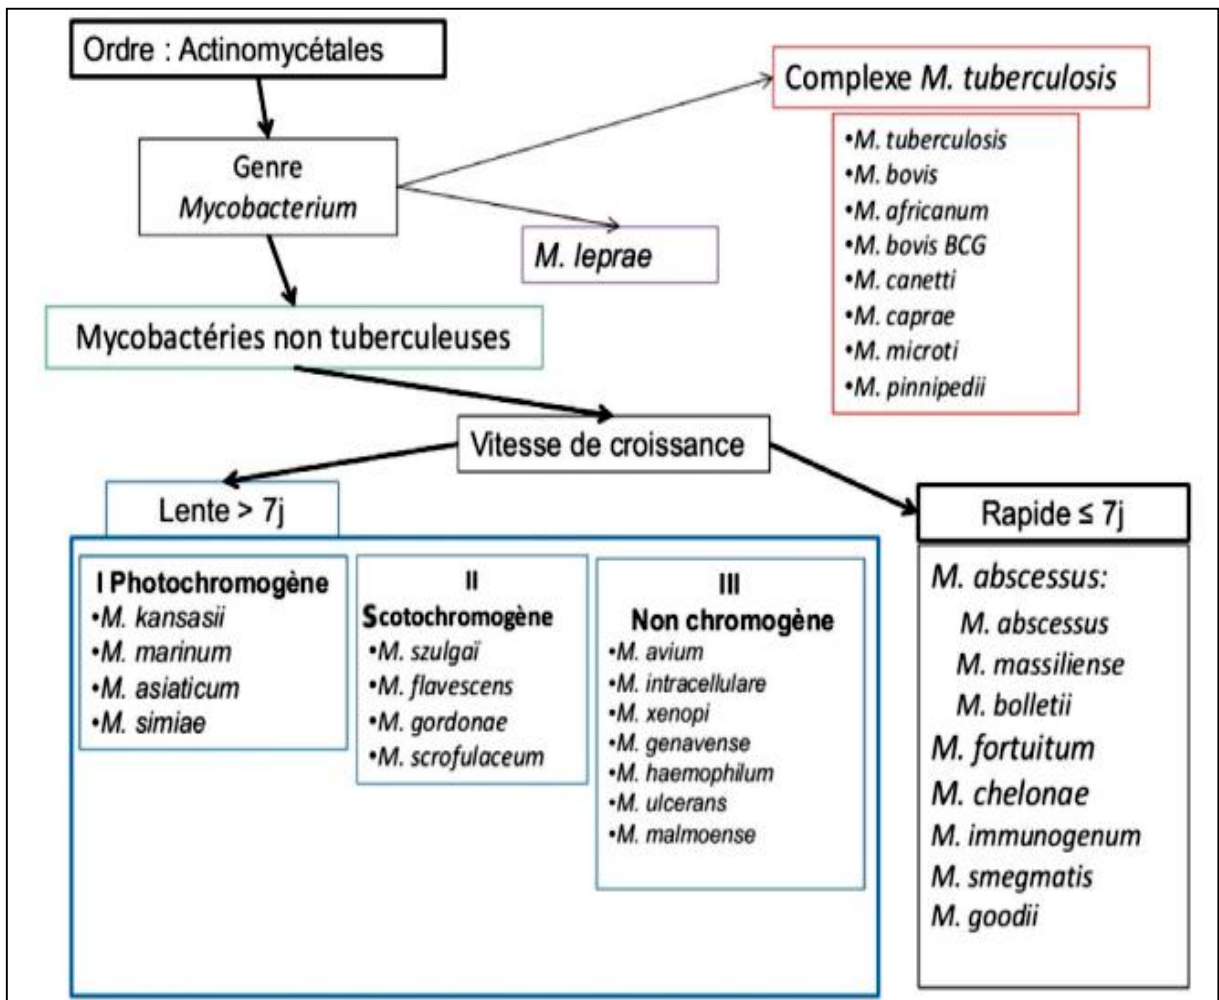 Ordre : Actinomycétales
Genre
Mycobacterium
Complexe M. tuberculosis
•M. tuberculosis
•M. bovis
•M. africanum
•M. bovis BCG
•M. canetti
•M. caprae
•M. microti
•M. pinnipedii
M. leprae
Mycobactéries non tuberculeuses
Vitesse de croissance
Lente > 7j
I Photochromogène
•M. kansasii
•M. marinum
•M. asiaticum
•M. simiae
II
Scotochromogène
•M. szulgaï
•M. flavescens
•M. gordonae
•M. scrofulaceum
III
Non chromogène
•M. avium
•M. intracellulare
•M. xenopi
•M. genavense
•M. haemophilum
•M. ulcerans
•M. malmoense
Rapide ≤ 7j
M. abscessus:
M. abscessus
M. massiliense
M. bolletii
M. fortuitum
M. chelonae
M. immunogenum
M. smegmatis
M. goodii